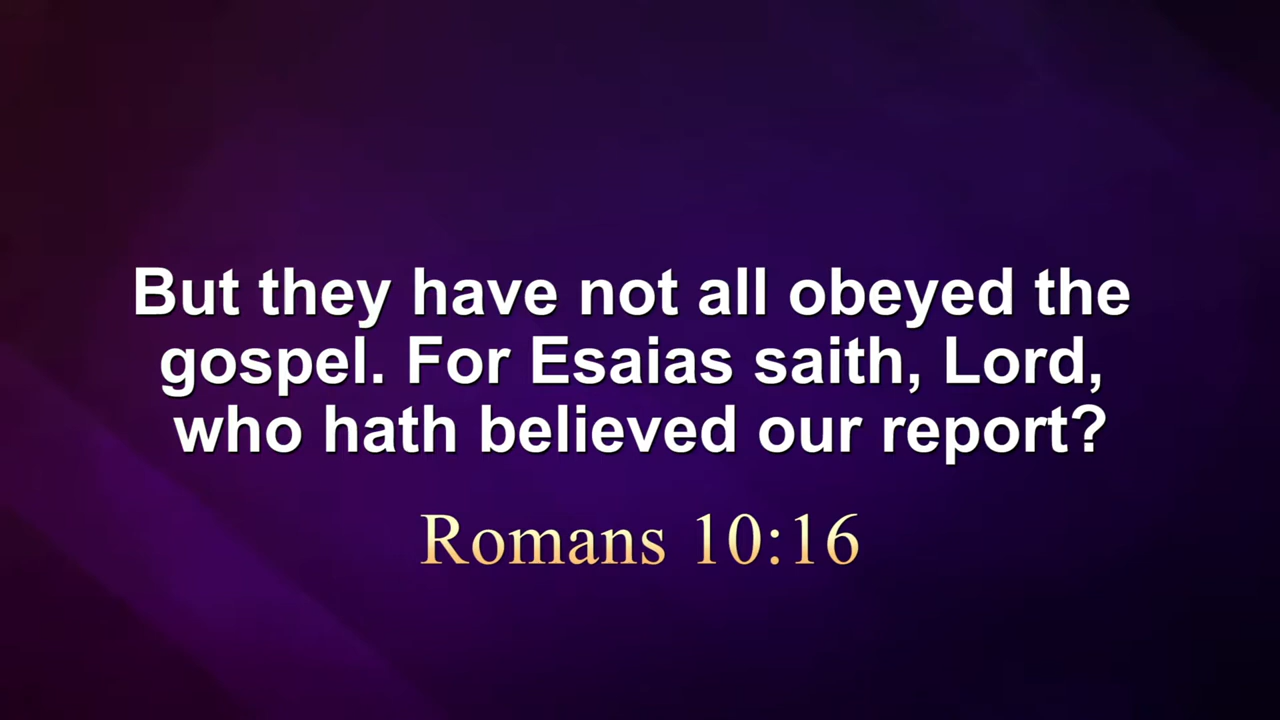 But they have not all obeyed the
gospel. For Esaias saith, Lord,
who hath believed our report?
Romans 10:16